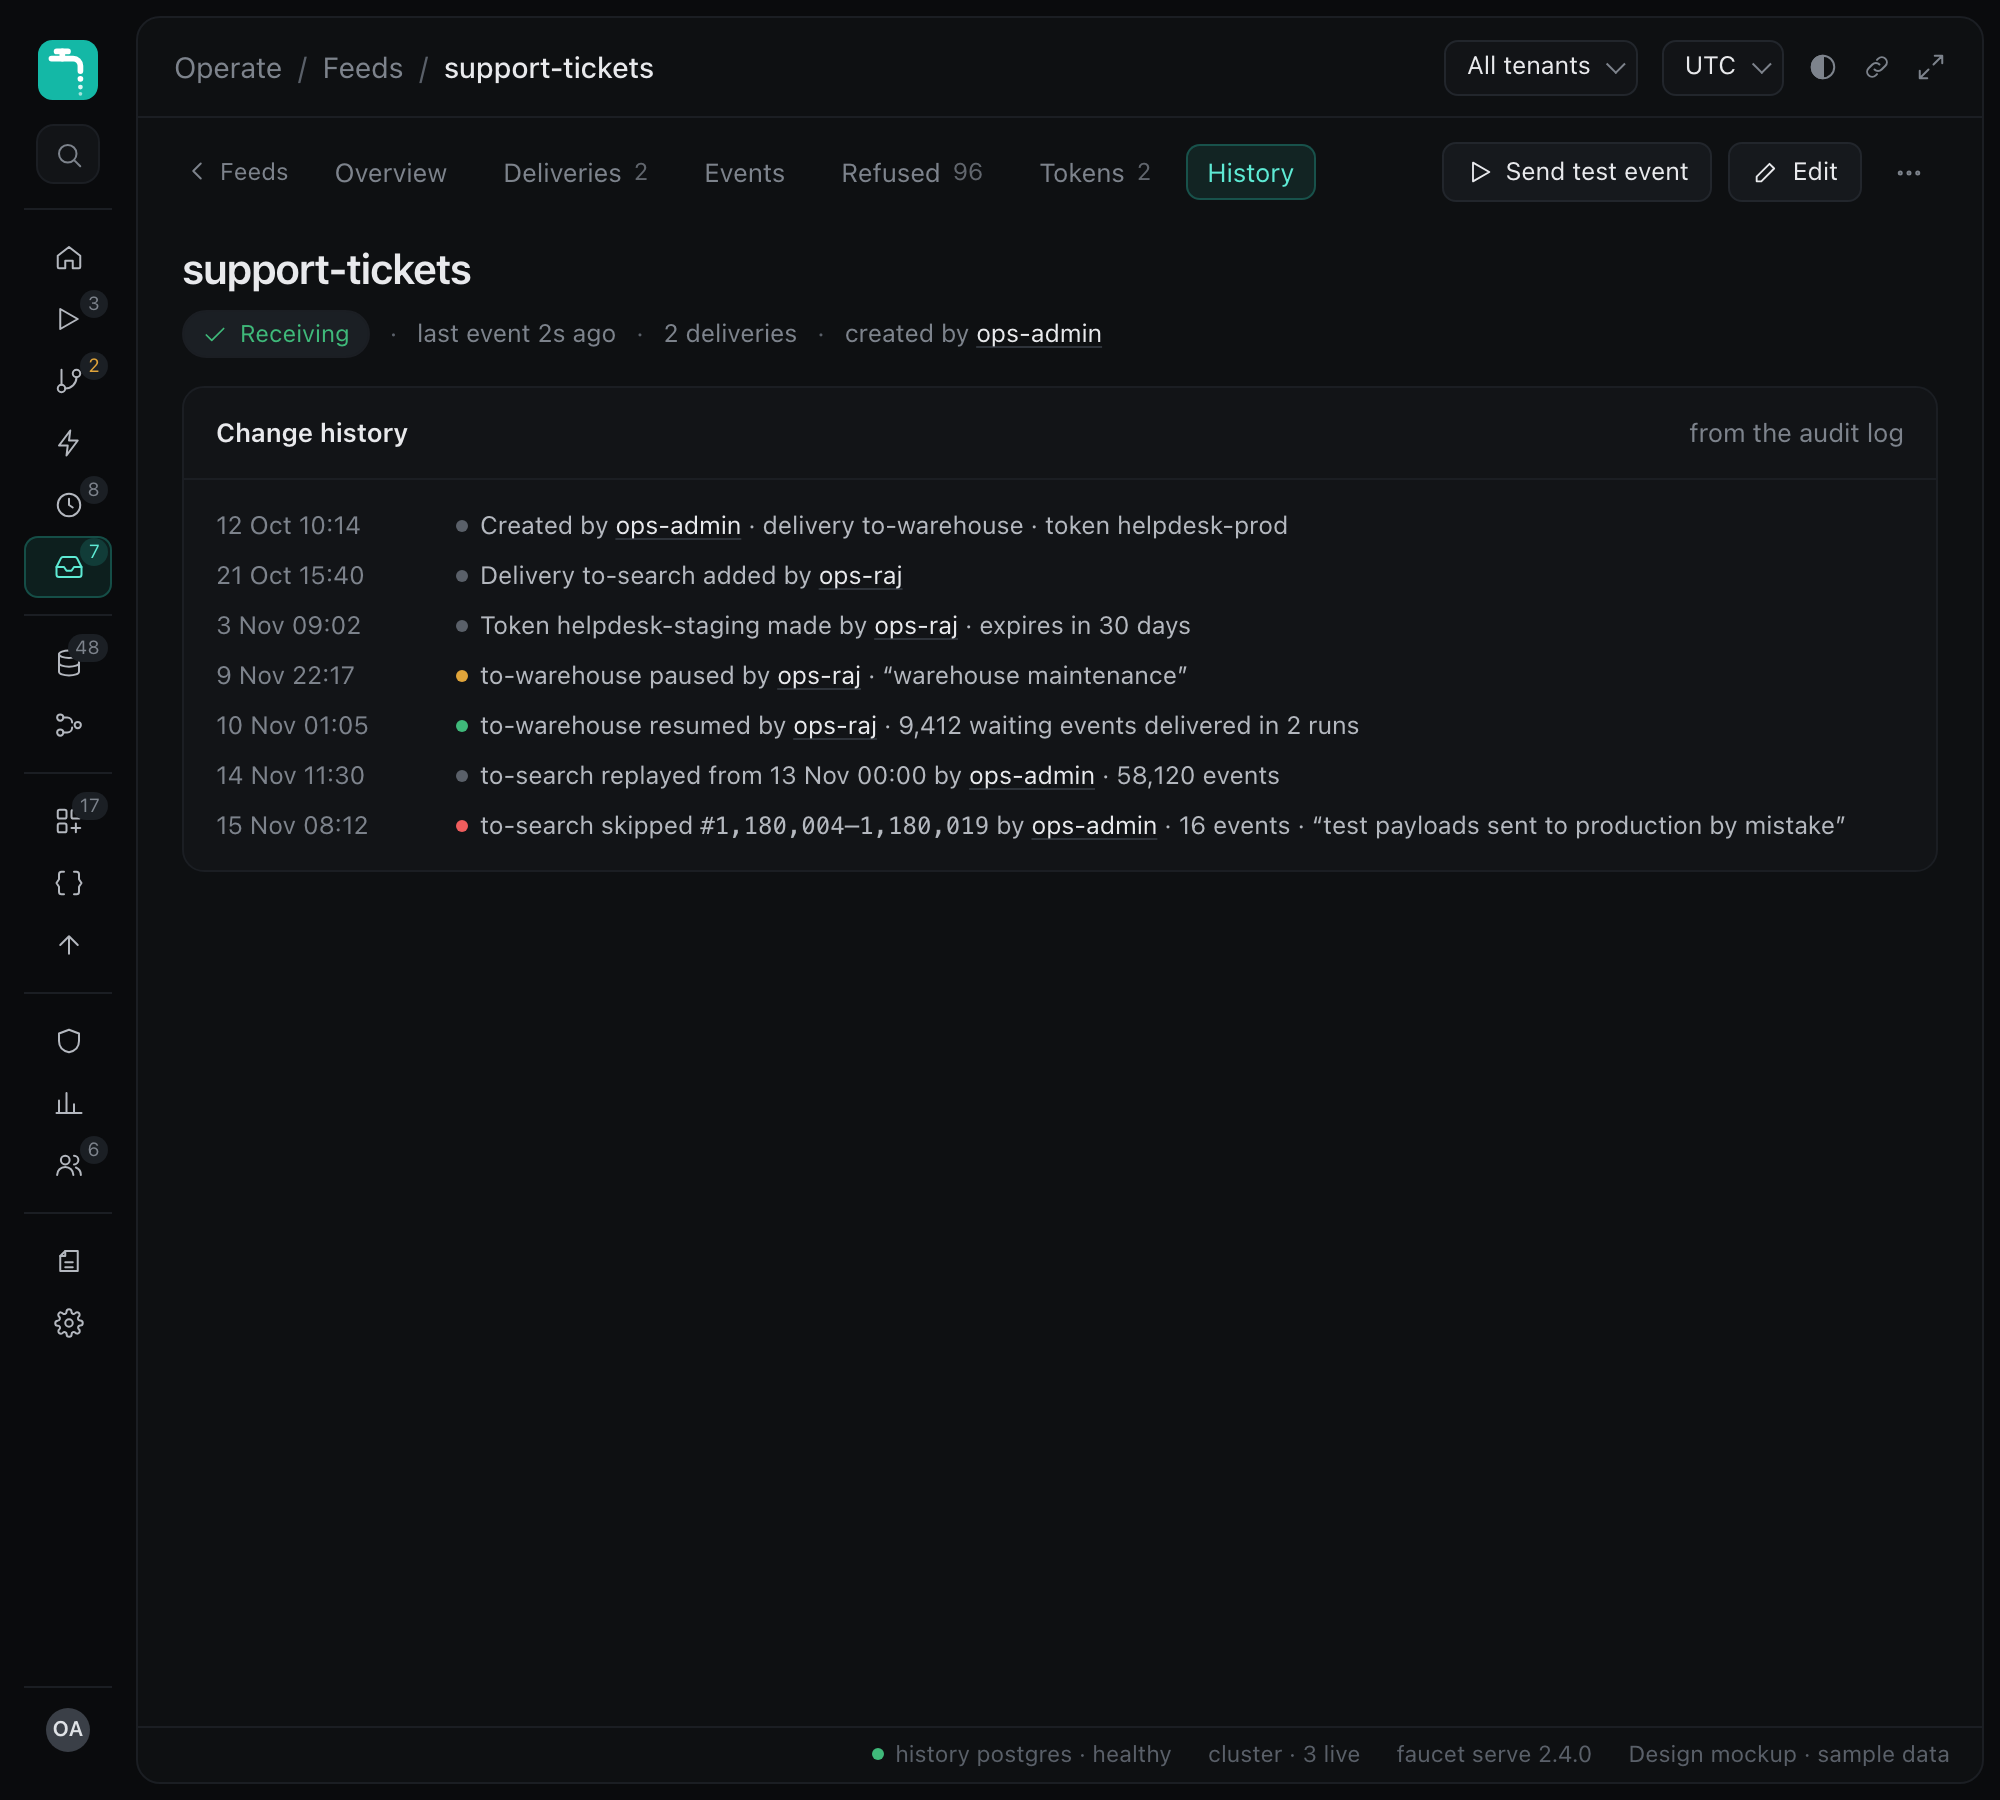 Operate / Feeds / support-tickets
All tenants
UTC
Feeds
Overview
Deliveries 2
Events
Refused 96
Tokens 2
History
Send test event
Edit
support-tickets
Receiving · last event 2s ago · 2 deliveries · created by ops-admin
Change history
from the audit log
12 Oct 10:14 Created by ops-admin · delivery to-warehouse · token helpdesk-prod
21 Oct 15:40 Delivery to-search added by ops-raj
3 Nov 09:02 Token helpdesk-staging made by ops-raj · expires in 30 days
9 Nov 22:17 to-warehouse paused by ops-raj · “warehouse maintenance”
10 Nov 01:05 to-warehouse resumed by ops-raj · 9,412 waiting events delivered in 2 runs
14 Nov 11:30 to-search replayed from 13 Nov 00:00 by ops-admin · 58,120 events
15 Nov 08:12 to-search skipped #1,180,004–1,180,019 by ops-admin · 16 events · “test payloads sent to production by mistake”
3
2
8
7
48
17
6
OA
history postgres · healthy
cluster · 3 live
faucet serve 2.4.0
Design mockup · sample data